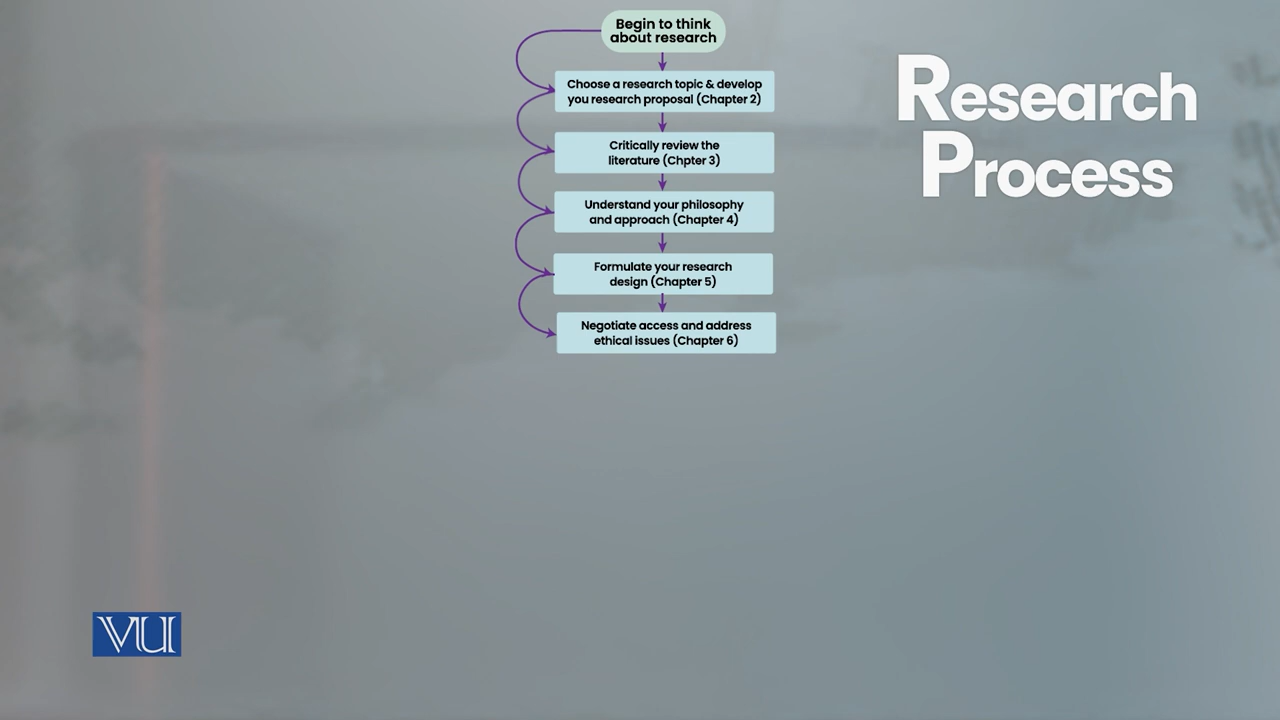 Begin to think
about research
Choose a research topic & develop
you research proposal (Chapter 2)
Critically review the
literature (Chpter 3)
Understand your philosophy
and approach (Chapter 4)
Formulate your research
design (Chapter 5)
Negotiate access and address
ethical issues (Chapter 6)
Research
Process
VU